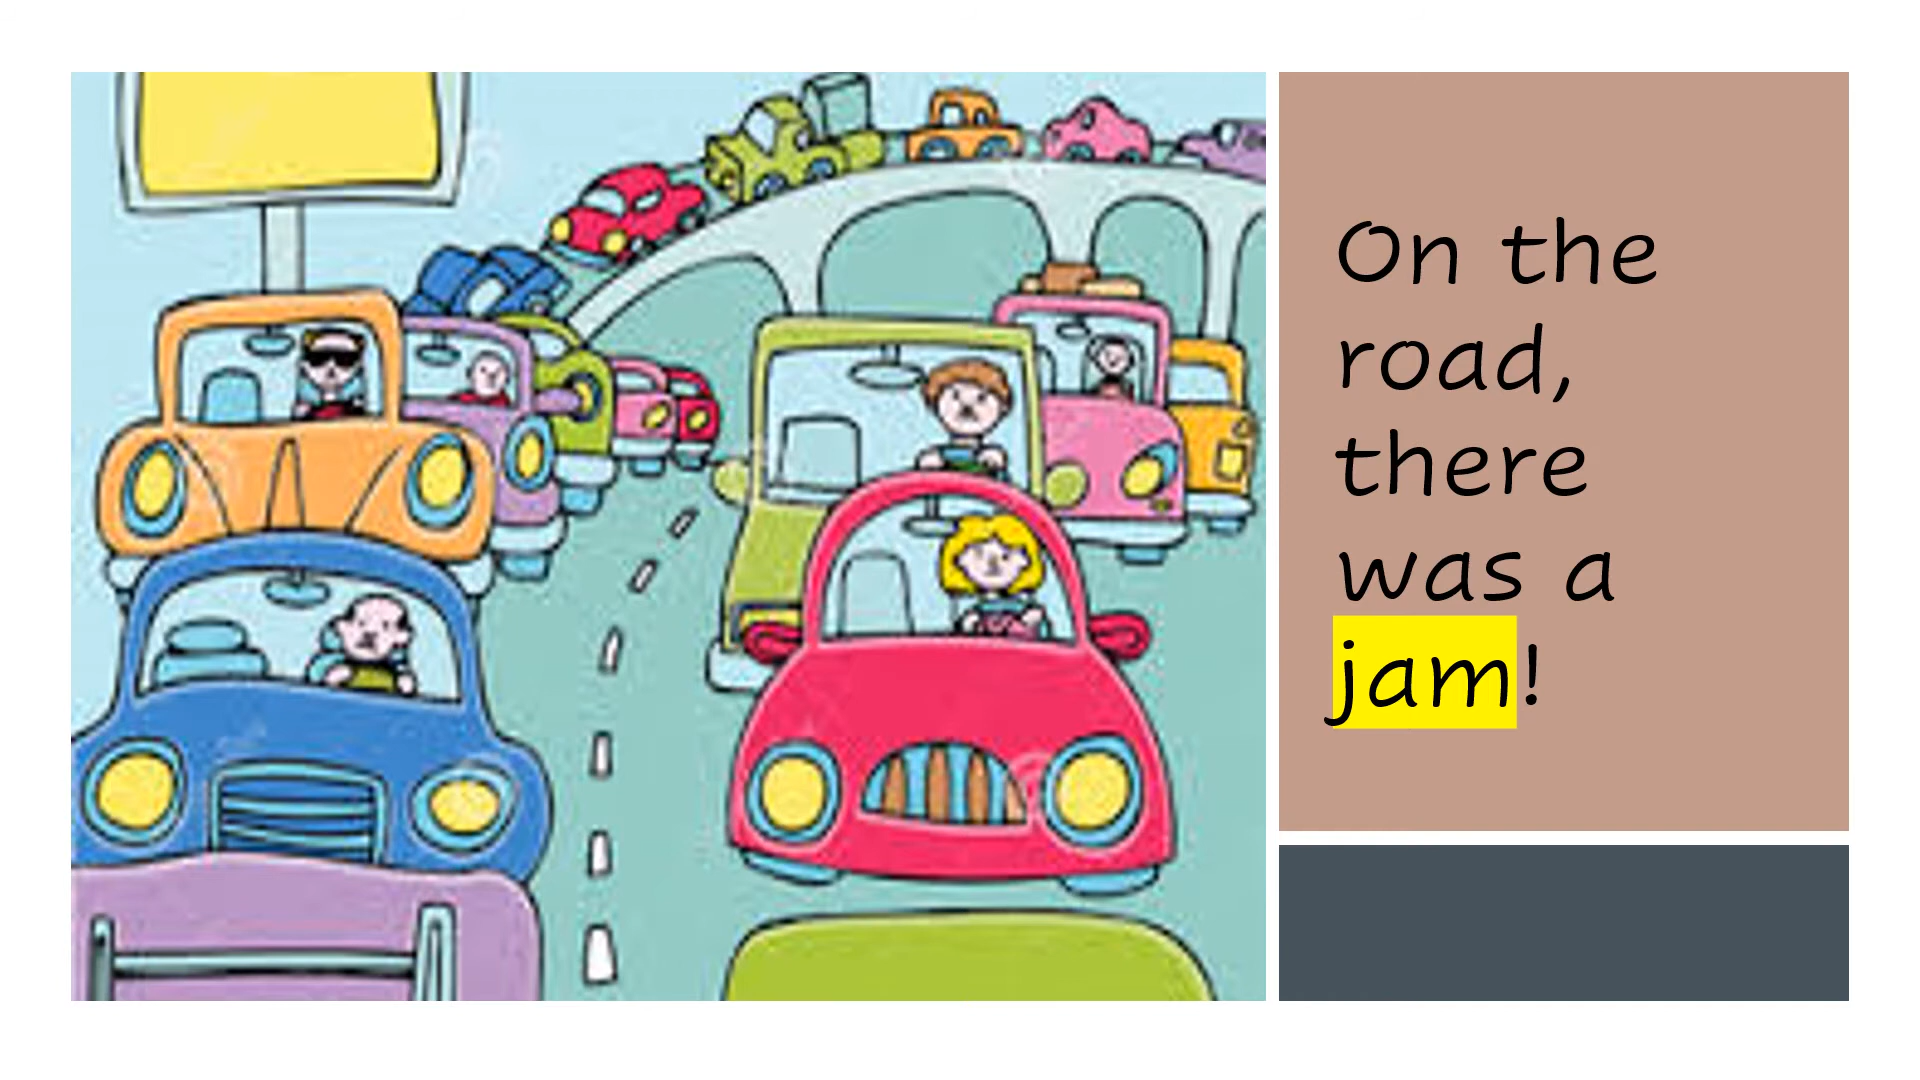 On the
road,
there
was a
jam!